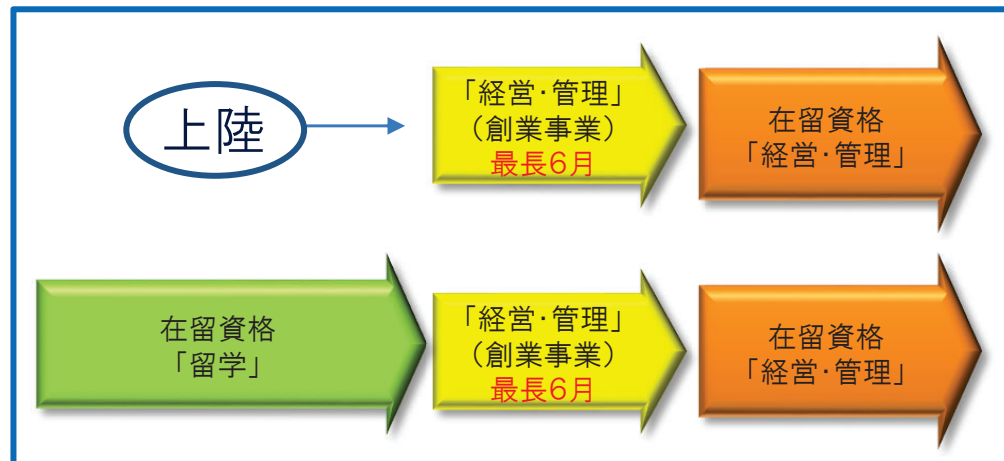 上陸
「経営･管理」
（創業事業）
最長6月
在留資格
「経営･管理」
在留資格
「留学」
「経営･管理」
（創業事業）
最長6月
在留資格
「経営･管理」